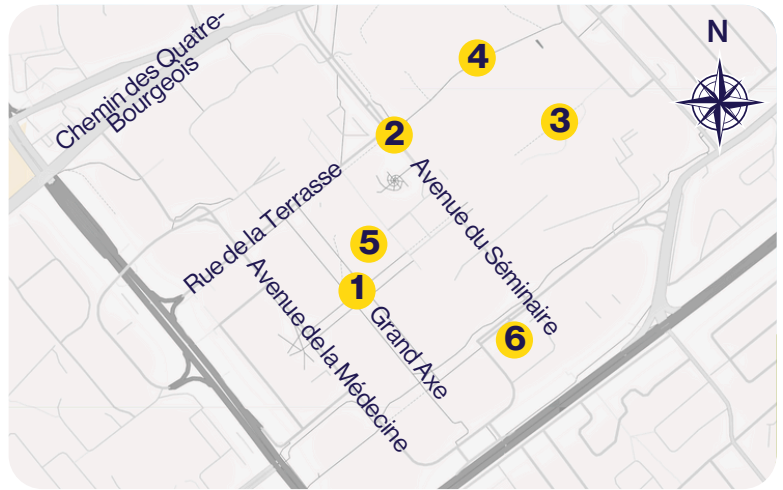 N
4
Chemin des Quatre-
Bourgeois
3
2
Rue de la Terrasse
Avenue du Séminaire
5
1
Avenue de la Médecine
Grand Axe
6